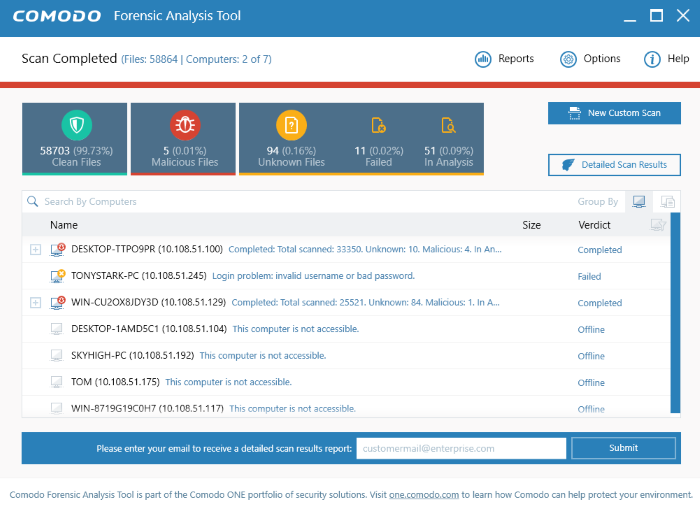 COMODO Forensic Analysis Tool
Scan Completed (Files: 58864 | Computers: 2 of 7)
Reports Options Help
58703 (99.73%) 5 (0.01%) 94 (0.16%) 11 (0.02%) 51 (0.09%)
Clean Files Malicious Files Unknown Files Failed In Analysis
New Custom Scan
Detailed Scan Results
Search By Computers Group By
Name Size Verdict
DESKTOP-TTPO9PR (10.108.51.100) Completed: Total scanned: 33350. Unknown: 10. Malicious: 4. In An... Completed
TONYSTARK-PC (10.108.51.245) Login problem: invalid username or bad password. Failed
WIN-CU2OX8JDY3D (10.108.51.129) Completed: Total scanned: 25521. Unknown: 84. Malicious: 1. In A... Completed
DESKTOP-1AMD5C1 (10.108.51.104) This computer is not accessible. Offline
SKYHIGH-PC (10.108.51.192) This computer is not accessible. Offline
TOM (10.108.51.175) This computer is not accessible. Offline
WIN-8719G19C0H7 (10.108.51.117) This computer is not accessible. Offline
Please enter your email to receive a detailed scan results report: customermail@enterprise.com Submit
Comodo Forensic Analysis Tool is part of the Comodo ONE portfolio of security solutions. Visit one.comodo.com to learn how Comodo can help protect your environment.